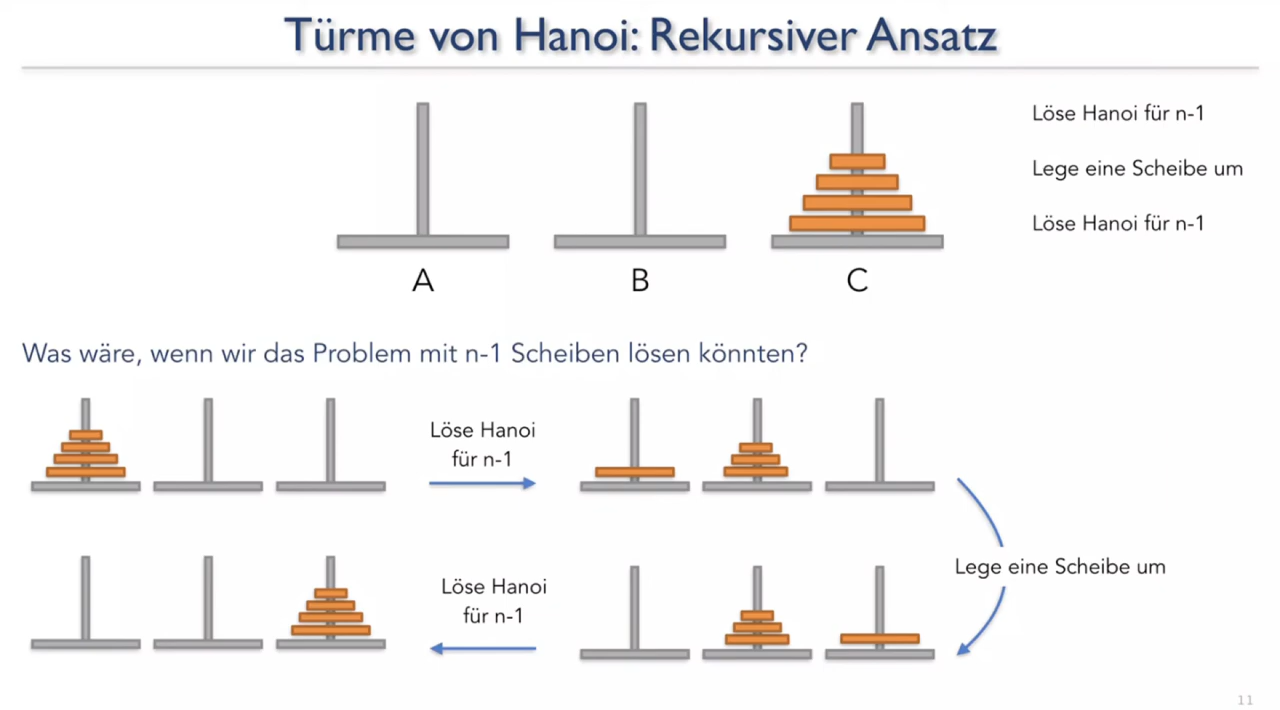 Türme von Hanoi: Rekursiver Ansatz
Löse Hanoi für n-1
Lege eine Scheibe um
Löse Hanoi für n-1
A
B
C
Was wäre, wenn wir das Problem mit n-1 Scheiben lösen könnten?
Löse Hanoi
für n-1
Lege eine Scheibe um
Löse Hanoi
für n-1
11